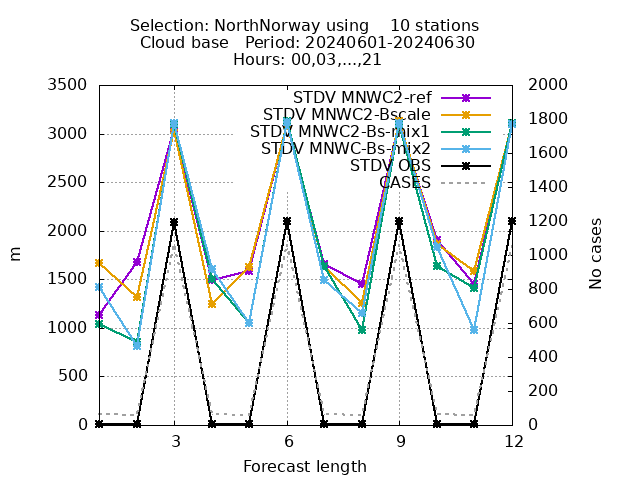 Selection: NorthNorway using    10 stations
Cloud base   Period: 20240601-20240630
Hours: 00,03,...,21
3500
3000
2500
2000
1500
1000
500
0
m
2000
1800
1600
1400
1200
1000
800
600
400
200
0
No cases
STDV MNWC2-ref
STDV MNWC2-Bscale
STDV MNWC2-Bs-mix1
STDV MNWC-Bs-mix2
STDV OBS
CASES
3
6
9
12
Forecast length